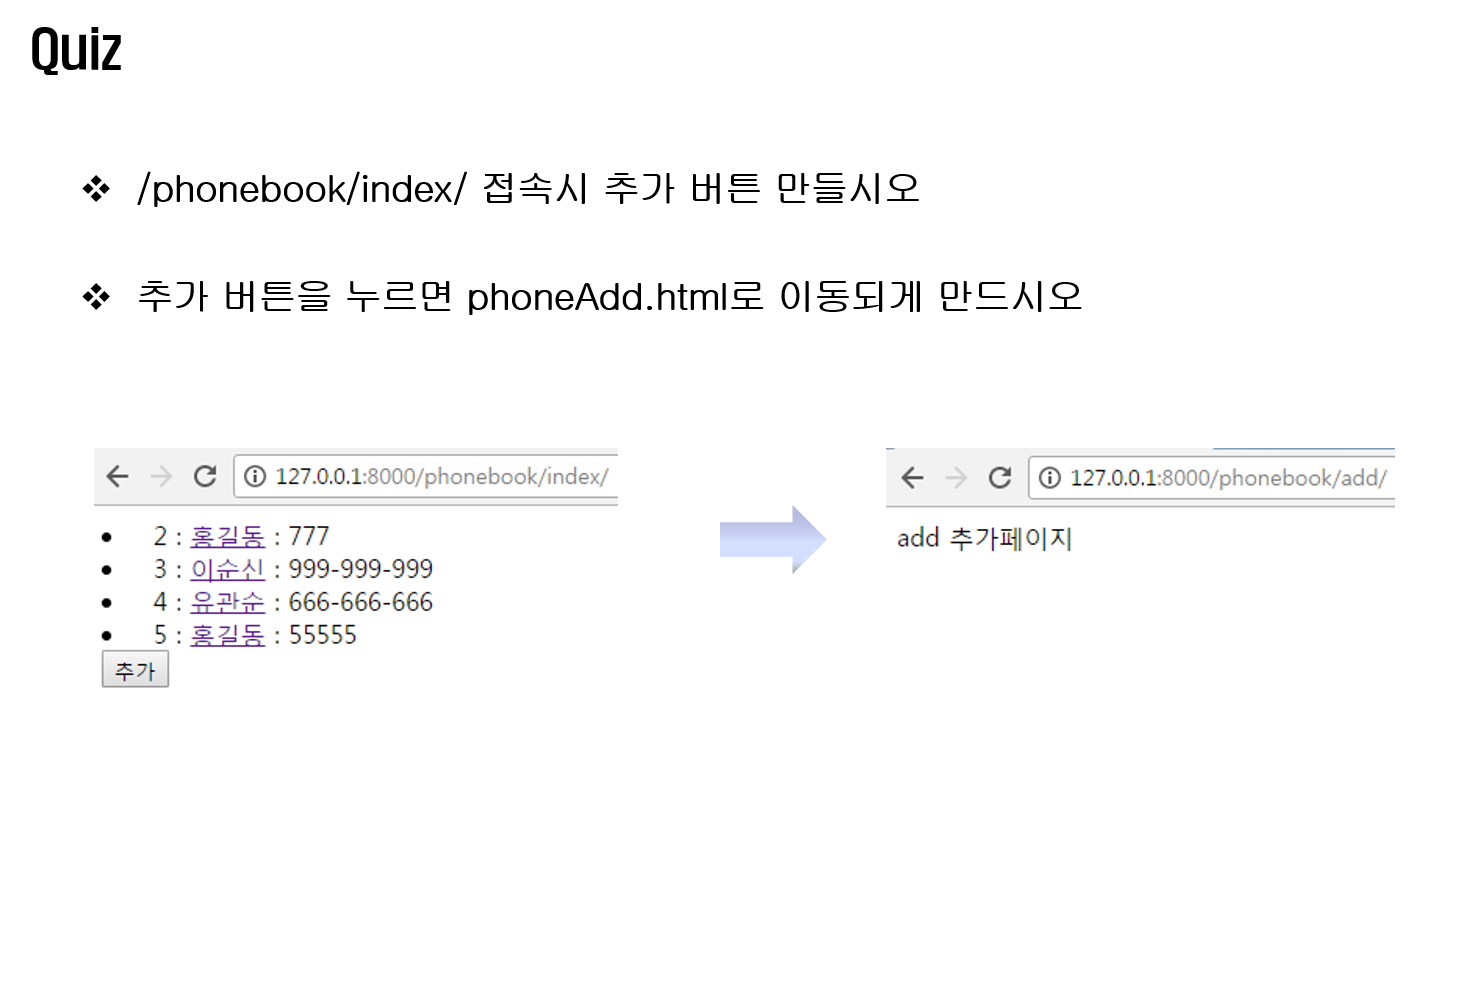 Quiz
❖ /phonebook/index/ 접속시 추가 버튼 만들시오
❖ 추가 버튼을 누르면 phoneAdd.html로 이동되게 만드시오
127.0.0.1:8000/phonebook/index/
• 2 : 홍길동 : 777
• 3 : 이순신 : 999-999-999
• 4 : 유관순 : 666-666-666
• 5 : 홍길동 : 55555
추가
127.0.0.1:8000/phonebook/add/
add 추가페이지